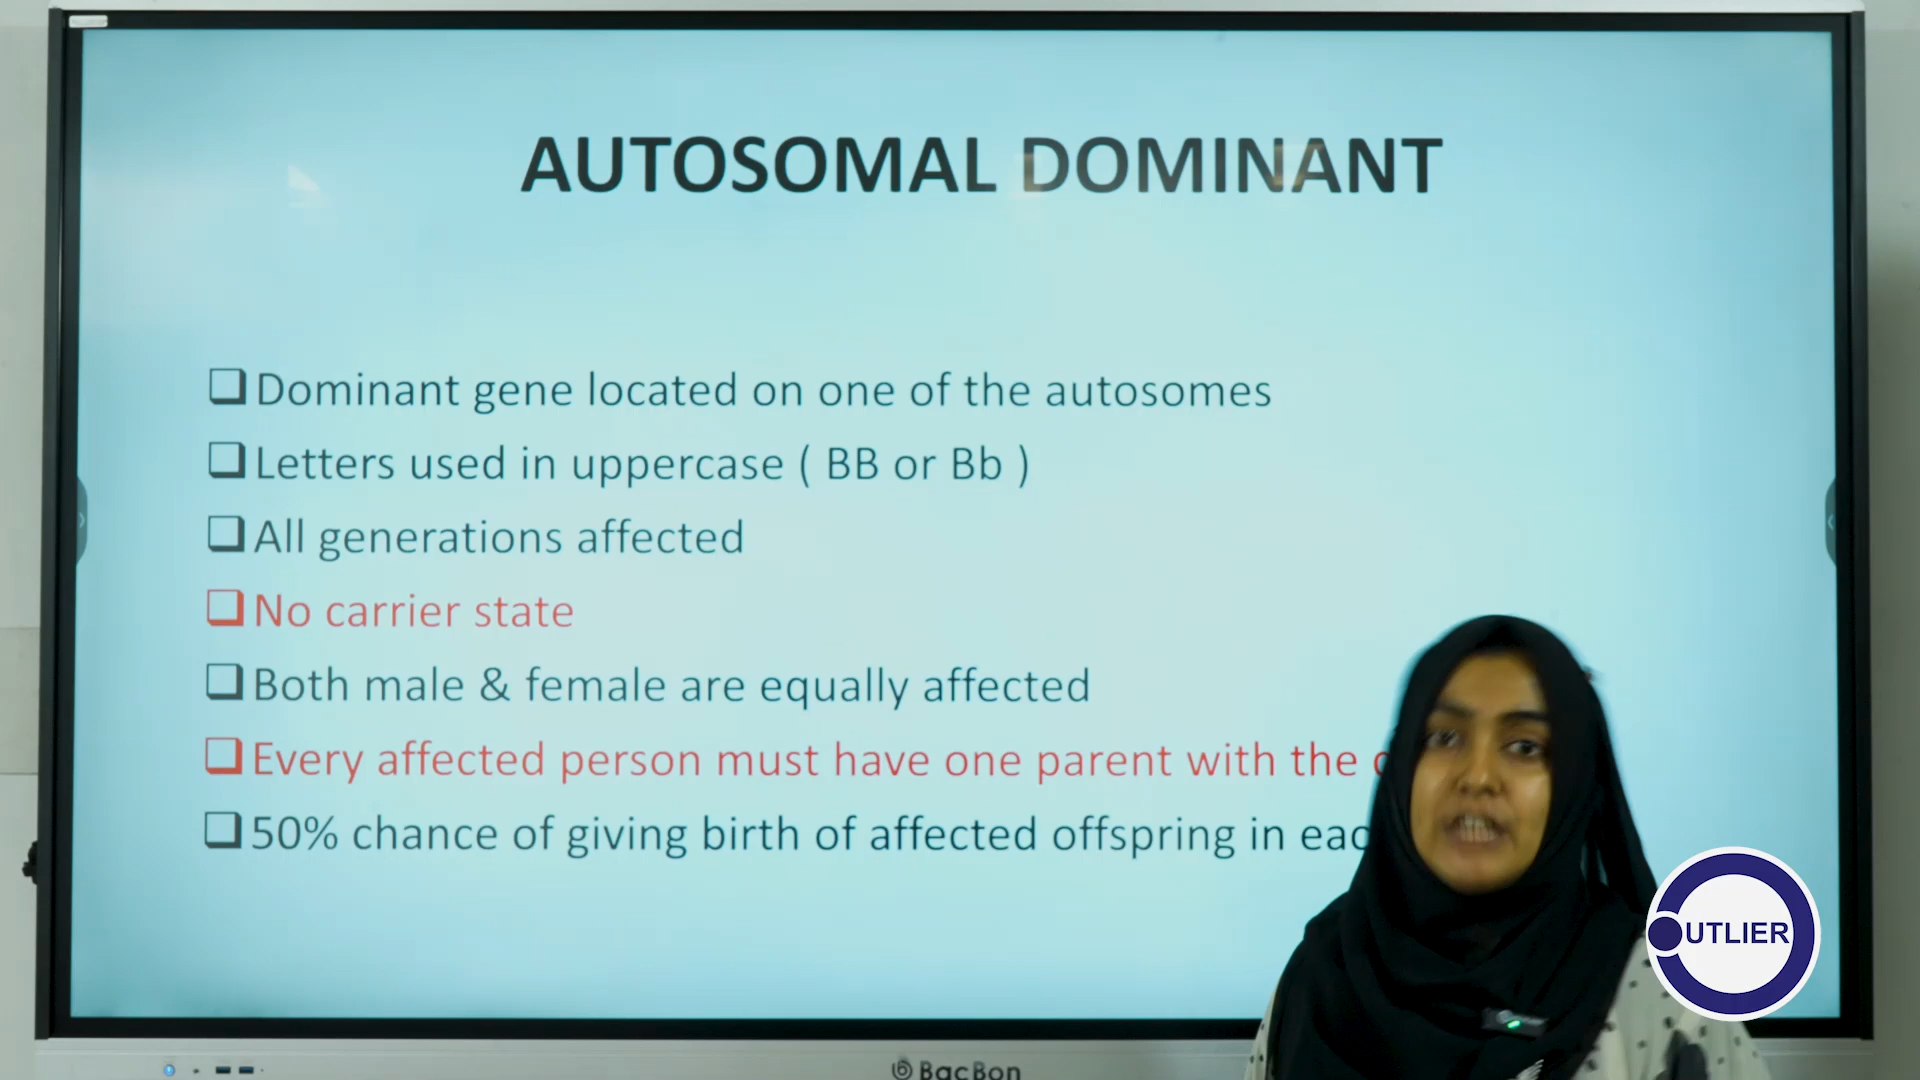 AUTOSOMAL DOMINANT
Dominant gene located on one of the autosomes
Letters used in uppercase ( BB or Bb )
All generations affected
No carrier state
Both male & female are equally affected
Every affected person must have one parent with the
50% chance of giving birth of affected offspring in
UTLIER
BacBon